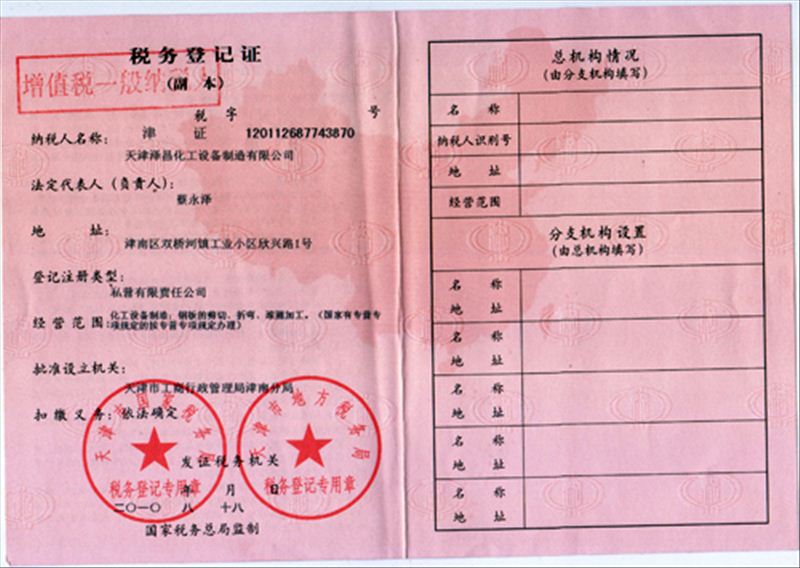 税务登记证
增值税一般纳税人
(副 本)
税 字 号
津 证 120112687743870
纳税人名称:
天津泽昌化工设备制造有限公司
法定代表人(负责人):
蔡永泽
地 址:
津南区双桥河镇工业小区欣兴路1号
登记注册类型:
私营有限责任公司
经营范围:
化工设备制造;钢板的剪切、折弯、滚圈加工。(国家有专营专
项规定的按专营专项规定办理)
批准设立机关:
天津市工商行政管理局津南分局
扣缴义务:依法确定
天津市国家税务局
税务登记专用章
天津市地方税务局
税务登记专用章
发证税务机关
年 月 日
二〇一〇 八 十八
国家税务总局监制
总机构情况
(由分支机构填写)
名 称
纳税人识别号
地 址
经营范围
分支机构设置
(由总机构填写)
名 称
地 址
名 称
地 址
名 称
地 址
名 称
地 址
名 称
地 址